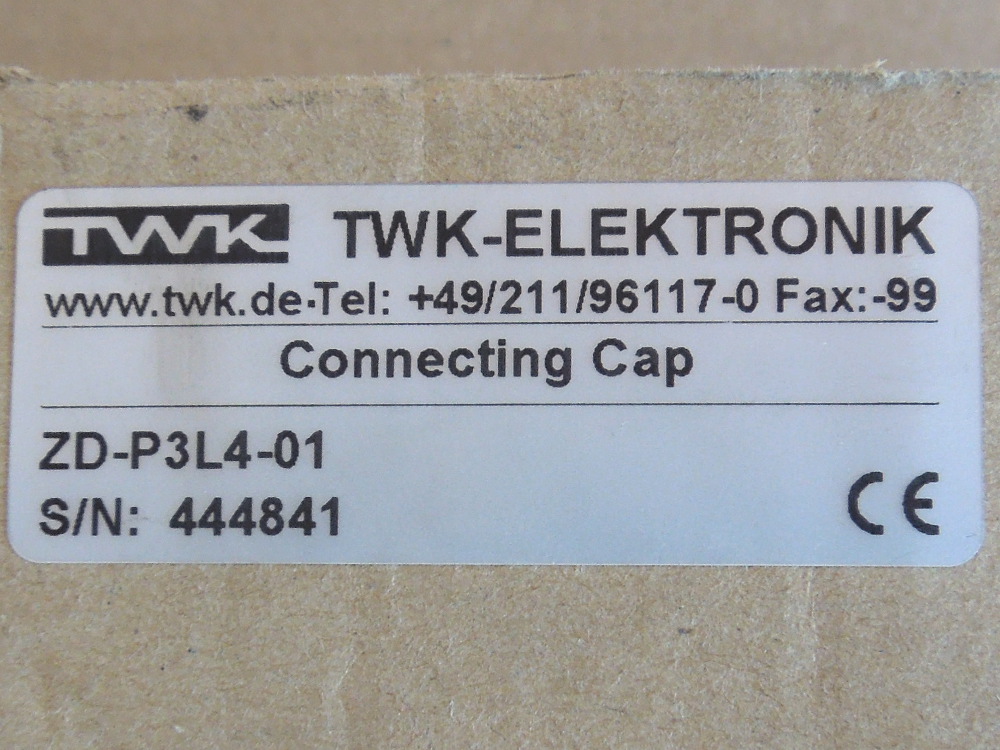 TWK TWK-ELEKTRONIK
www.twk.de·Tel: +49/211/96117-0 Fax:-99
Connecting Cap
ZD-P3L4-01
S/N: 444841 CE